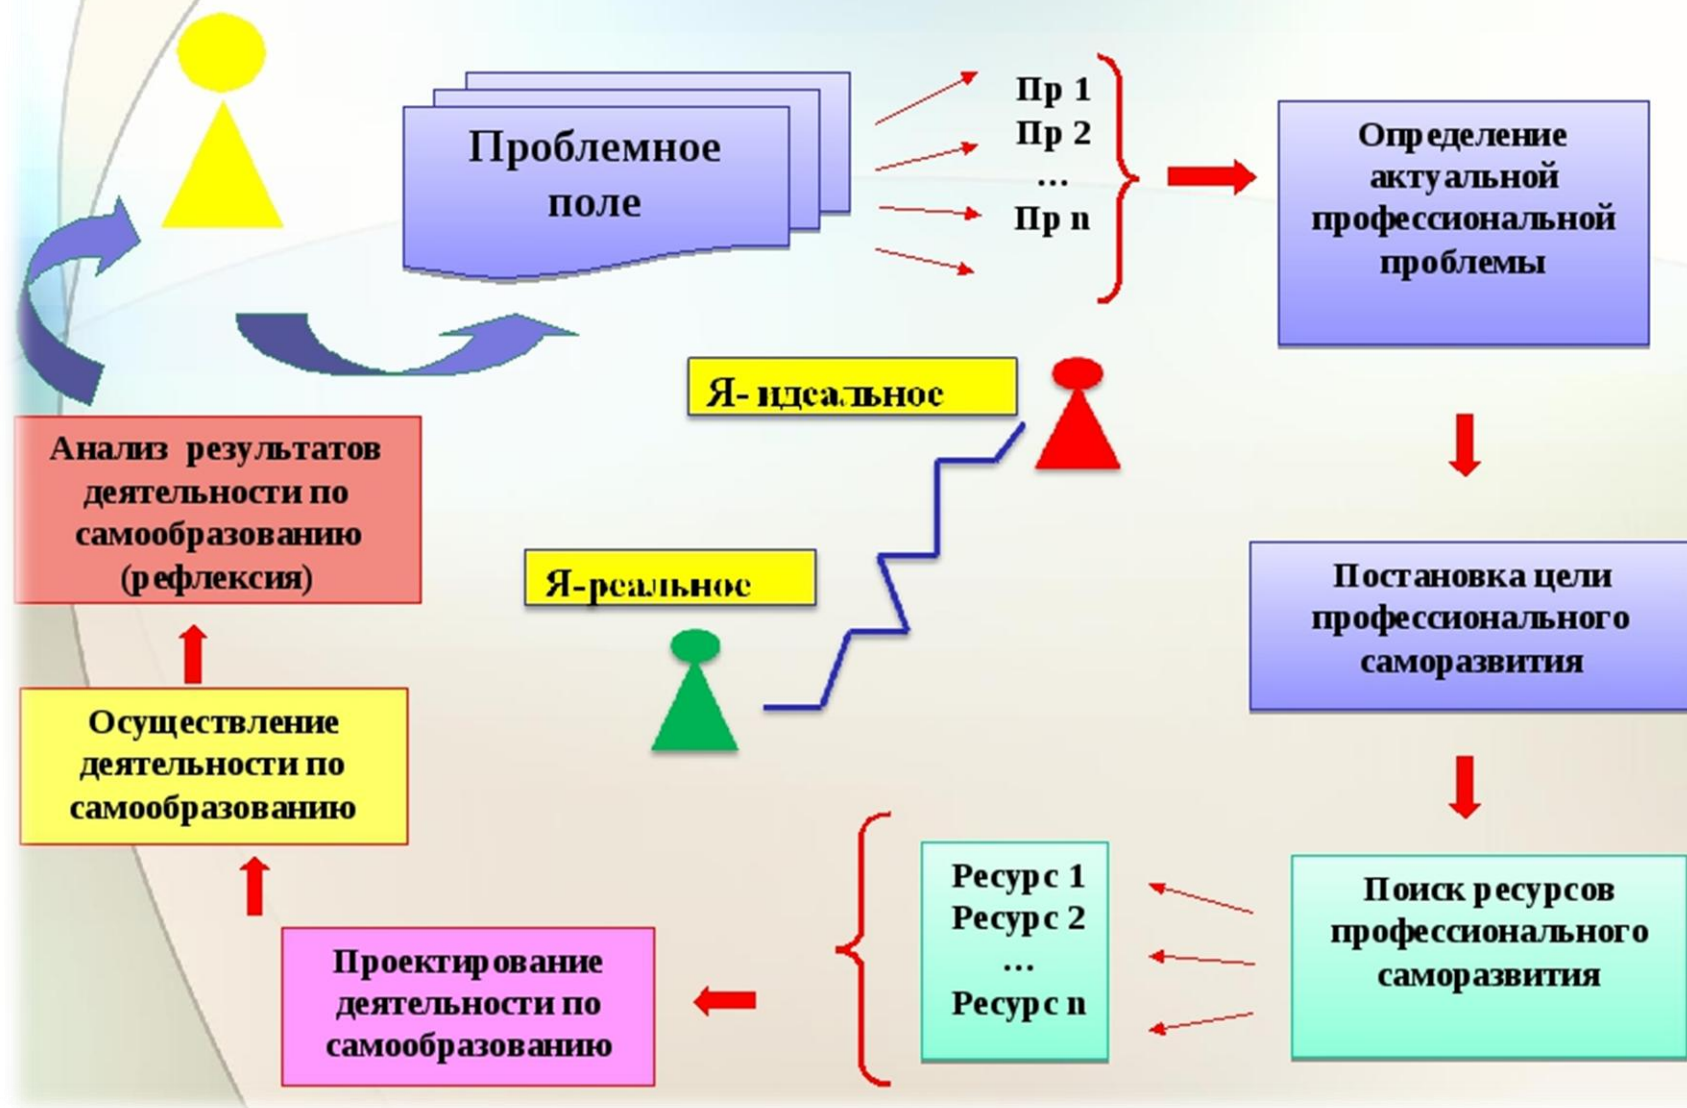 Проблемное
поле
Пр 1
Пр 2
...
Пр n
Определение
актуальной
профессиональной
проблемы
Я- идеальное
Анализ результатов
деятельности по
самообразованию
(рефлексия)
Я-реальное
Постановка цели
профессионального
саморазвития
Осуществление
деятельности по
самообразованию
Ресурс 1
Ресурс 2
...
Ресурс n
Поиск ресурсов
профессионального
саморазвития
Проектирование
деятельности по
самообразованию